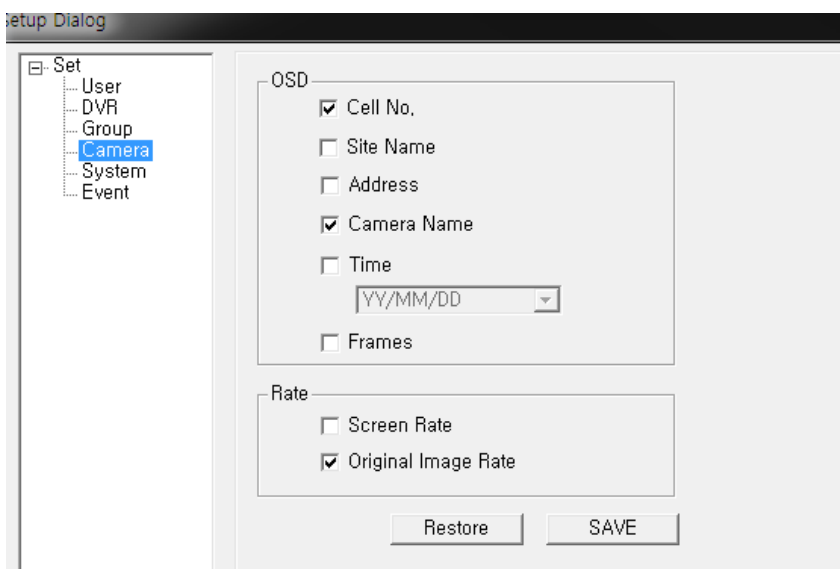 Setup Dialog
Set
User
DVR
Group
Camera
System
Event
OSD
Cell No,
Site Name
Address
Camera Name
Time
YY/MM/DD
Frames
Rate
Screen Rate
Original Image Rate
Restore
SAVE